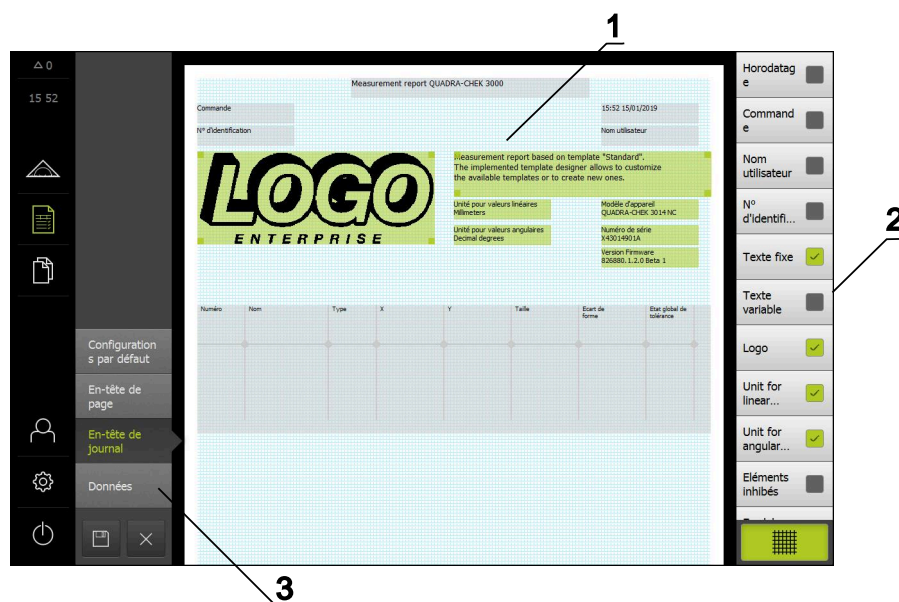 1
△ 0
15 52
Configuration
s par défaut
En-tête de
page
En-tête de
journal
Données
3
Measurement report QUADRA-CHEK 3000
Commande
15:52 15/01/2019
N° d'identification
Nom utilisateur
LOGO
ENTERPRISE
Measurement report based on template "Standard".
The implemented template designer allows to customize
the available templates or to create new ones.
Unité pour valeurs linéaires
Millimeters
Modèle d'appareil
QUADRA-CHEK 3014 NC
Unité pour valeurs angulaires
Decimal degrees
Numéro de série
X43014901A
Version Firmware
826880.1.2.0 Beta 1
Numéro Nom Type X Y Taille Ecart de forme Etat global de tolérance
Horodatag
e
Command
e
Nom
utilisateur
N°
d'Identifi...
Texte fixe
Texte
variable
Logo
Unit for
linear...
Unit for
angular...
Eléments
inhibés
2